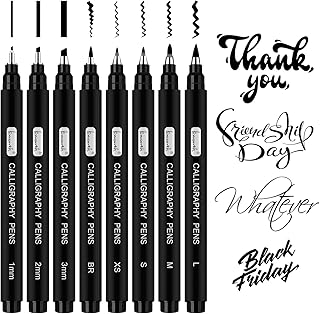 CALLIGRAPHY PENS 1mm
CALLIGRAPHY PENS 2mm
CALLIGRAPHY PENS 3mm
CALLIGRAPHY PENS BR
CALLIGRAPHY PENS XS
CALLIGRAPHY PENS S
CALLIGRAPHY PENS M
CALLIGRAPHY PENS L
Thank
you,
Friendship
Day
Whatever
Black
Friday